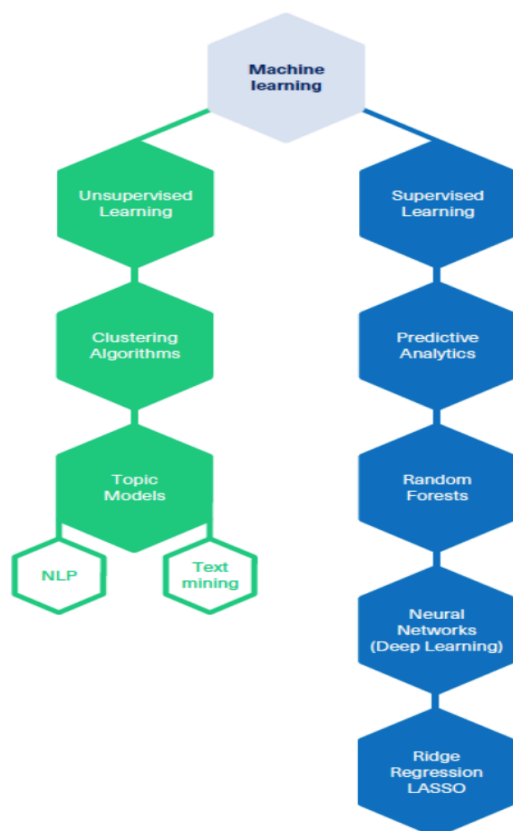 Machine
learning
Unsupervised
Learning
Supervised
Learning
Clustering
Algorithms
Predictive
Analytics
Topic
Models
Random
Forests
NLP
Text
mining
Neural
Networks
(Deep Learning)
Ridge
Regression
LASSO